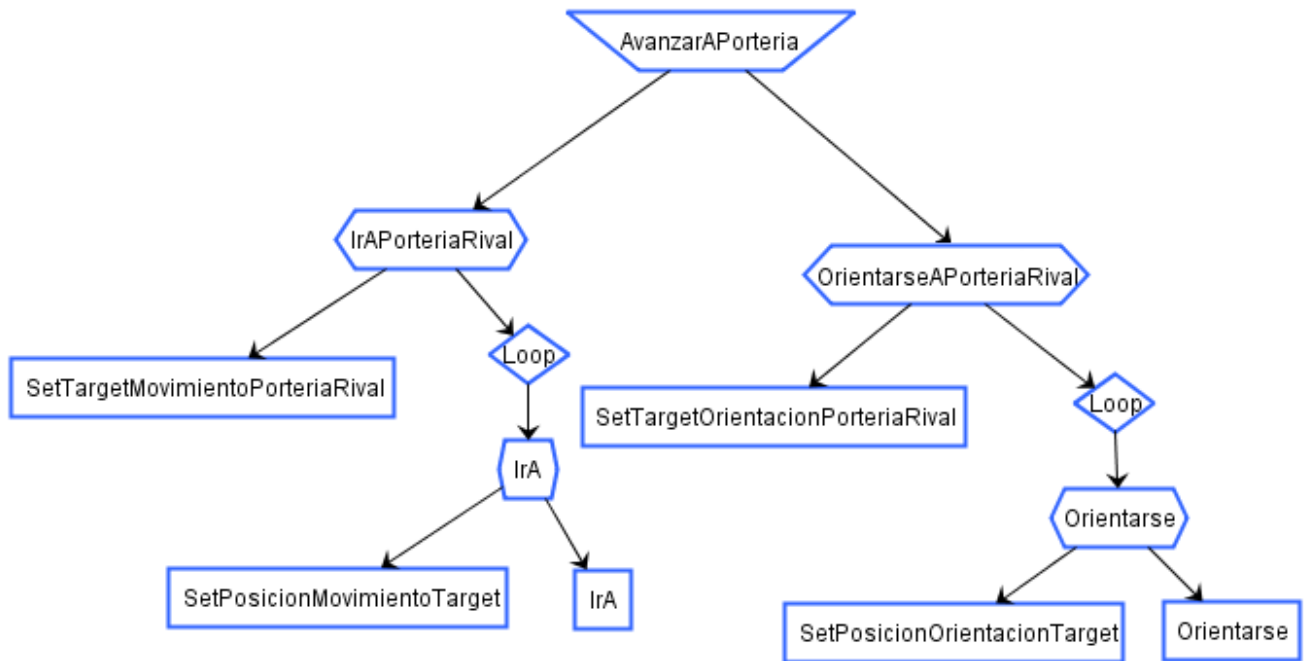 AvanzarAPorteria
IrAPorteriaRival
OrientarseAPorteriaRival
Loop
SetTargetMovimientoPorteriaRival
Loop
SetTargetOrientacionPorteriaRival
IrA
Orientarse
SetPosicionMovimientoTarget
IrA
SetPosicionOrientacionTarget
Orientarse